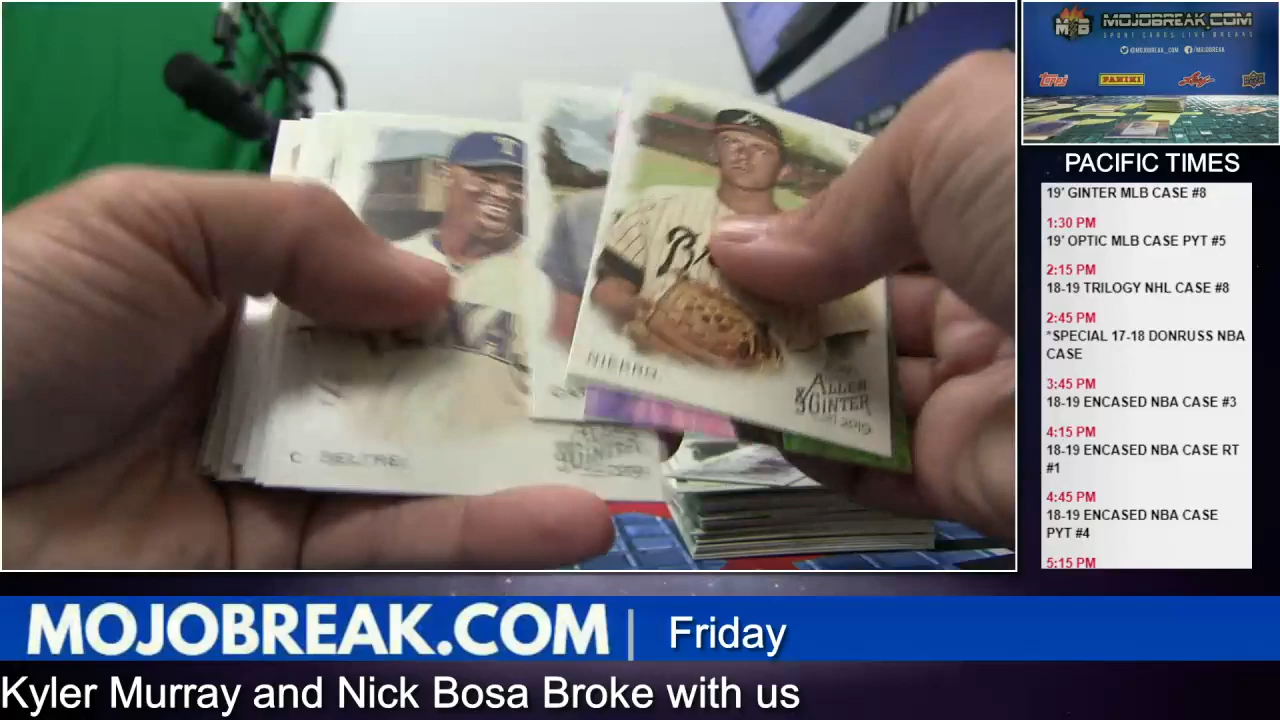 MOJOBREAK.COM
SPORT CARDS LIVE BREAKS
@MOJOBREAK_COM /MOJOBREAK
topps PANINI Leaf
PACIFIC TIMES
19' GINTER MLB CASE #8
1:30 PM
19' OPTIC MLB CASE PYT #5
2:15 PM
18-19 TRILOGY NHL CASE #8
2:45 PM
*SPECIAL 17-18 DONRUSS NBA
CASE
3:45 PM
18-19 ENCASED NBA CASE #3
4:15 PM
18-19 ENCASED NBA CASE RT
#1
4:45 PM
18-19 ENCASED NBA CASE
PYT #4
5:15 PM
T
ALLEN
& GINTER
2019
MOJOBREAK.COM | Friday
Kyler Murray and Nick Bosa Broke with us